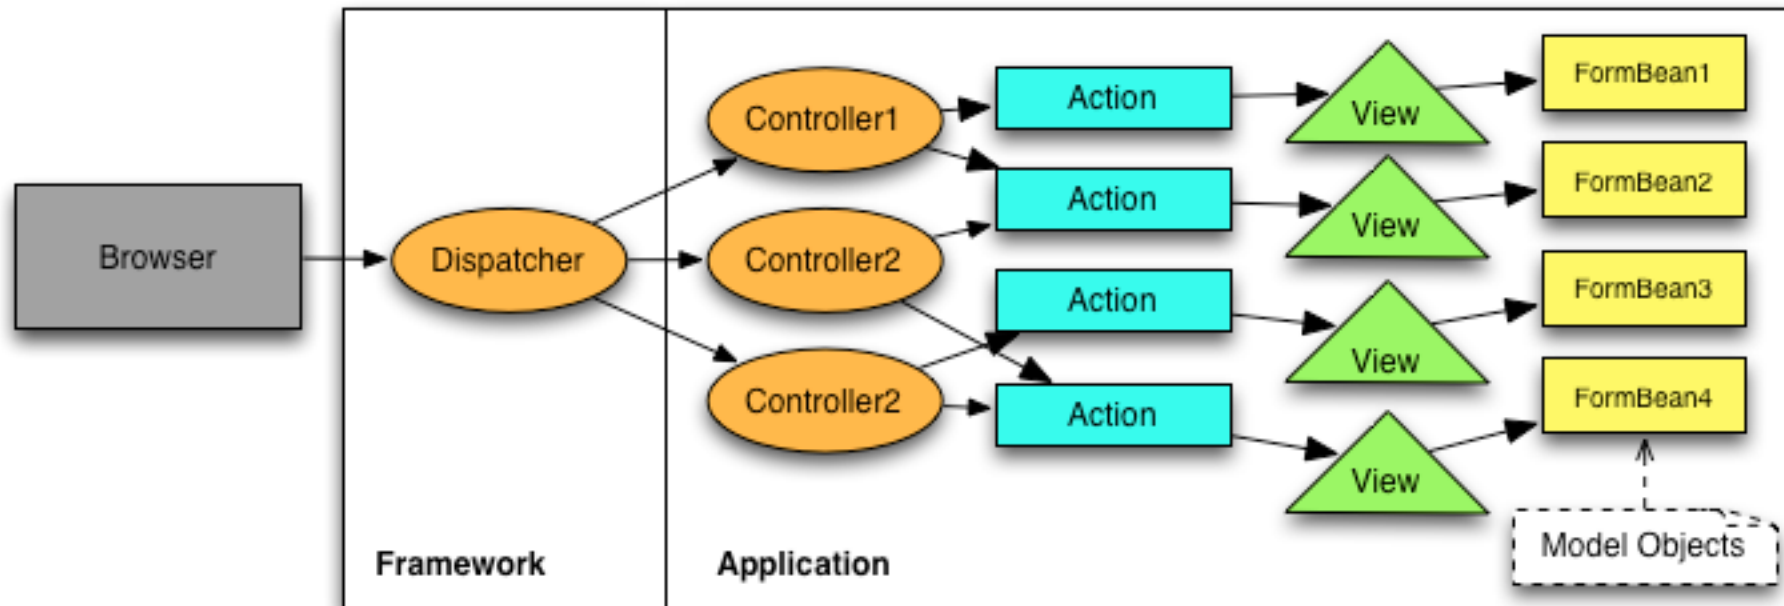 Browser
Dispatcher
Framework
Controller1
Controller2
Controller2
Application
Action
Action
Action
Action
View
View
View
View
FormBean1
FormBean2
FormBean3
FormBean4
Model Objects